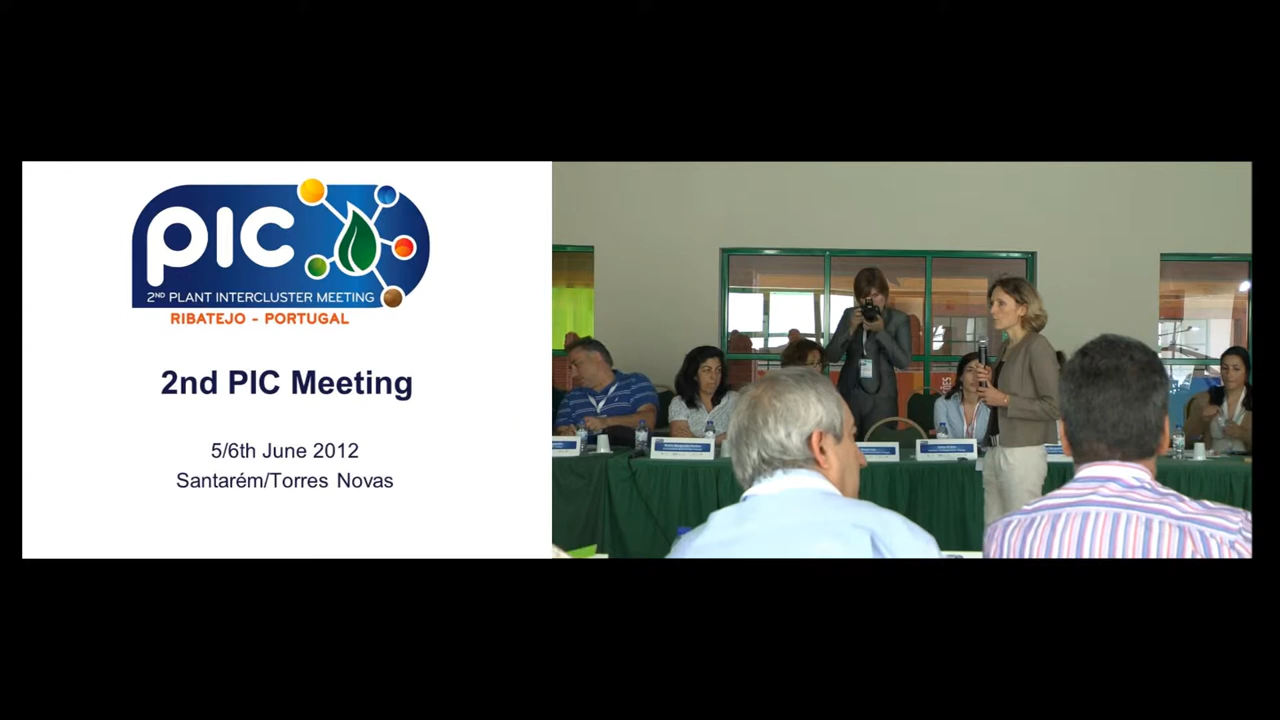 PIC
2ND PLANT INTERCLUSTER MEETING
RIBATEJO - PORTUGAL
2nd PIC Meeting
5/6th June 2012
Santarém/Torres Novas